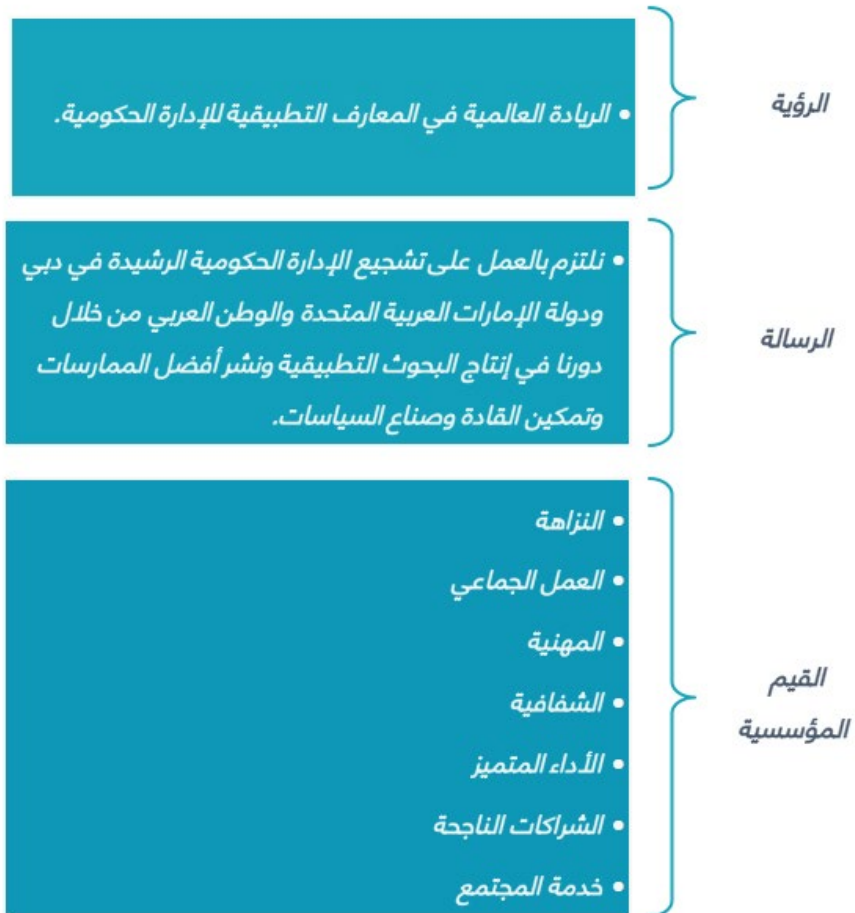 الرؤية
• الريادة العالمية في المعارف التطبيقية للإدارة الحكومية.
الرسالة
• نلتزم بالعمل على تشجيع الإدارة الحكومية الرشيدة في دبي
ودولة الإمارات العربية المتحدة والوطن العربي من خلال
دورنا في إنتاج البحوث التطبيقية ونشر أفضل الممارسات
وتمكين القادة وصناع السياسات.
القيم
المؤسسية
• النزاهة
• العمل الجماعي
• المهنية
• الشفافية
• الأداء المتميز
• الشراكات الناجحة
• خدمة المجتمع